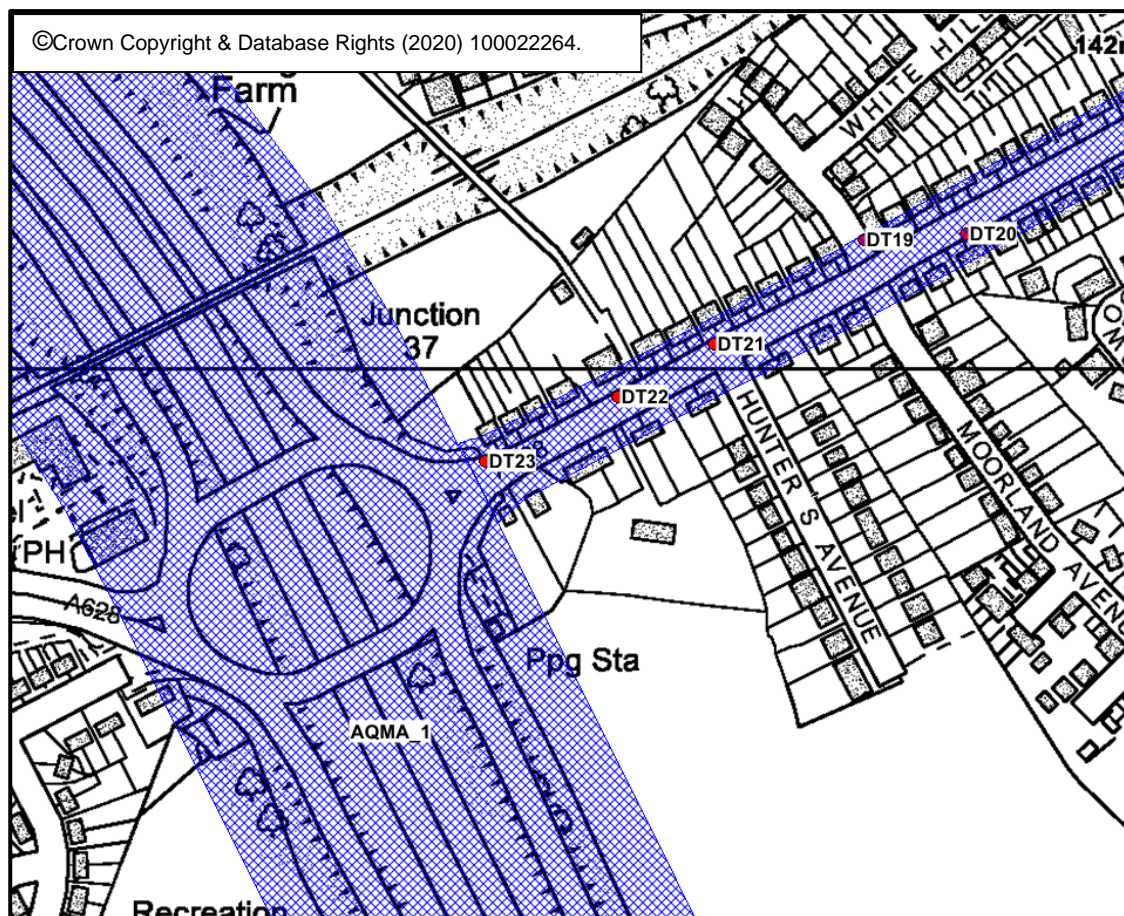 ©Crown Copyright & Database Rights (2020) 100022264.
Farm
142
WHITE HILL
DT19
DT20
Junction
37
DT21
DT22
DT23
HUNTER'S AVENUE
MOORLAND AVENU
PH
A628
Ppg Sta
AQMA_1
Recreation